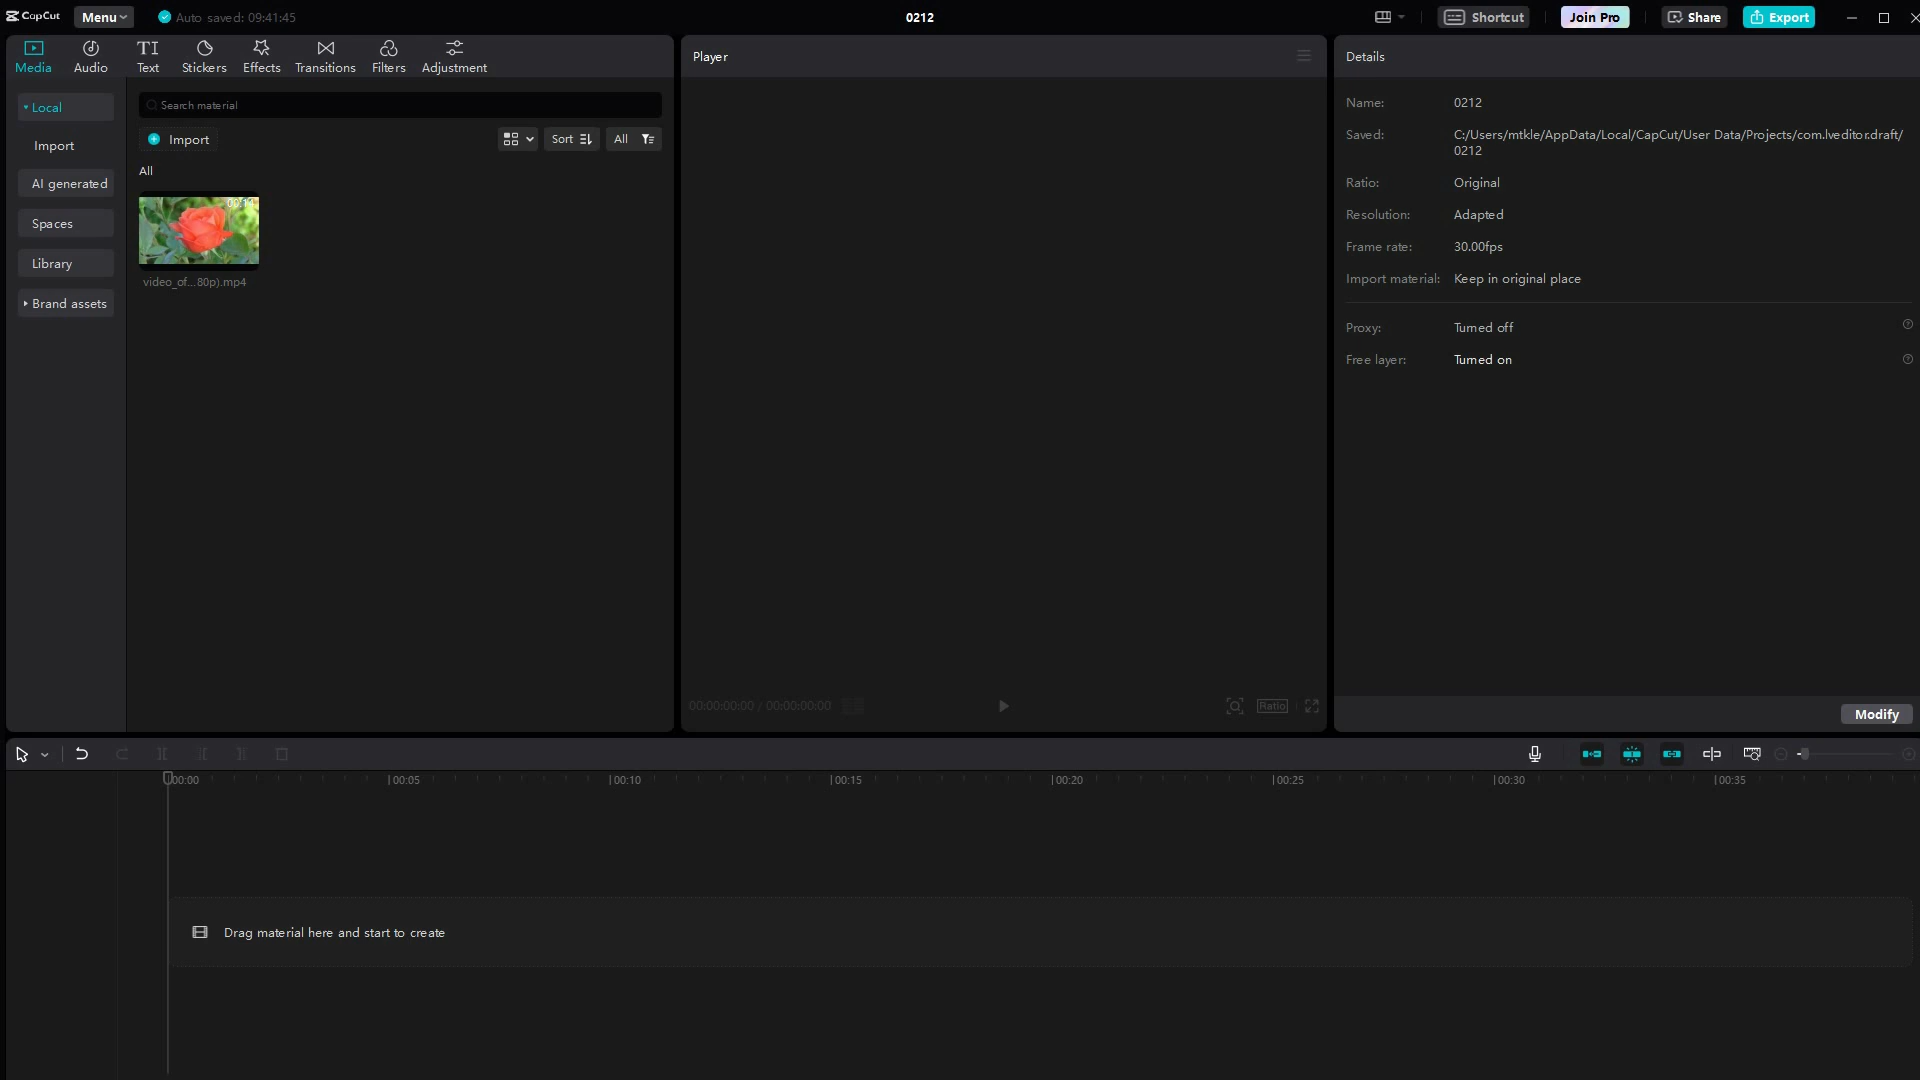 CapCut Menu Auto saved: 09:41:45 0212 Shortcut Join Pro Share Export
Media Audio Text Stickers Effects Transitions Filters Adjustment
Local
Import
AI generated
Spaces
Library
Brand assets
Search material
Import Sort All
All
video_of...80p).mp4
Player
00:00:00:00 / 00:00:00:00
Ratio
Details
Name: 0212
Saved: C:/Users/mtkle/AppData/Local/CapCut/User Data/Projects/com.lveditor.draft/
0212
Ratio: Original
Resolution: Adapted
Frame rate: 30.00fps
Import material: Keep in original place
Proxy: Turned off
Free layer: Turned on
Modify
00:00 00:05 00:10 00:15 00:20 00:25 00:30 00:35
Drag material here and start to create